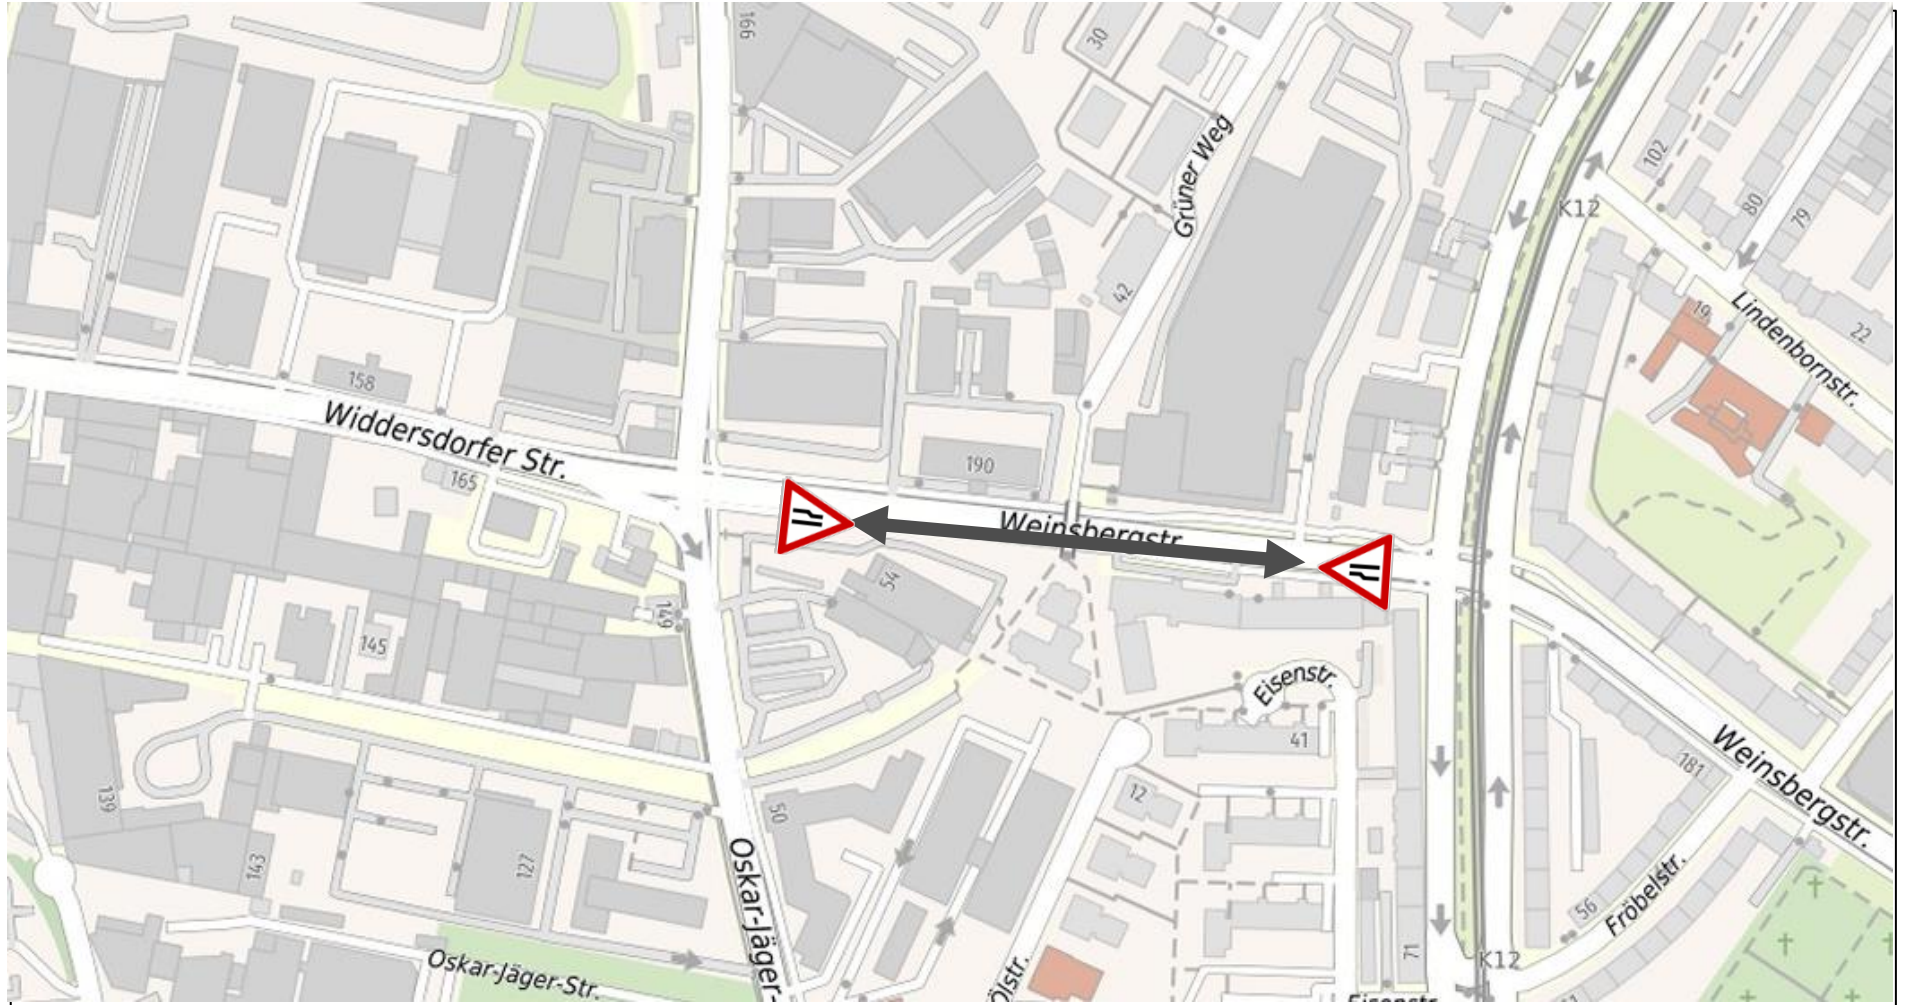 166
30
Grüner Weg
102
K12
80
79
42
19
Lindenbornstr.
22
158
Widdersdorfer Str.
165
190
Weinsbergstr.
54
149
145
Eisenstr.
41
Weinsbergstr.
181
12
139
50
143
127
Oskar-Jäger-
56
Fröbelstr.
71
K12
Oskar-Jäger-Str.
Ölstr.
Eisenstr.